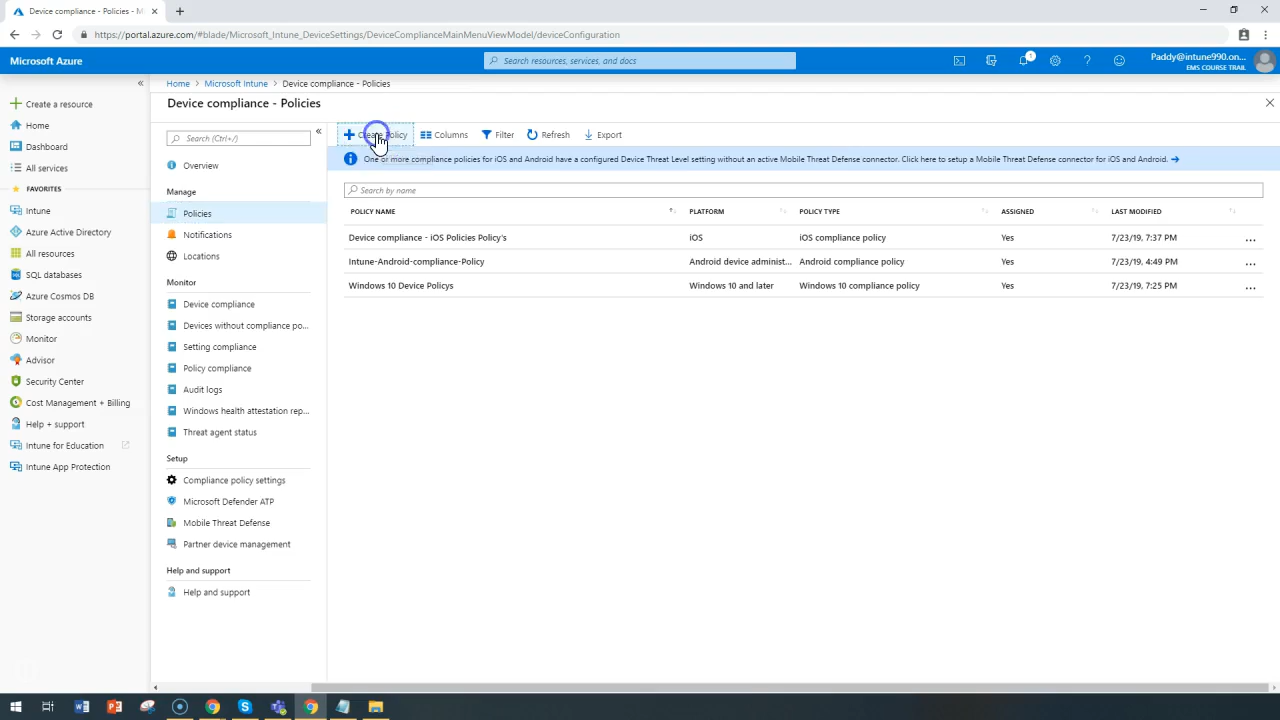 Device compliance - Policies - M
https://portal.azure.com/#blade/Microsoft_Intune_DeviceSettings/DeviceComplianceMainMenuViewModel/deviceConfiguration
Microsoft Azure
Search resources, services, and docs
1
Paddy@intune990.on...
EMS COURSE TRAIL
Home > Microsoft Intune > Device compliance - Policies
Device compliance - Policies
Create a resource
Home
Dashboard
All services
FAVORITES
Intune
Azure Active Directory
All resources
SQL databases
Azure Cosmos DB
Storage accounts
Monitor
Advisor
Security Center
Cost Management + Billing
Help + support
Intune for Education
Intune App Protection
Search (Ctrl+/)
Overview
Manage
Policies
Notifications
Locations
Monitor
Device compliance
Devices without compliance po...
Setting compliance
Policy compliance
Audit logs
Windows health attestation rep...
Threat agent status
Setup
Compliance policy settings
Microsoft Defender ATP
Mobile Threat Defense
Partner device management
Help and support
Help and support
Create Policy Columns Filter Refresh Export
One or more compliance policies for iOS and Android have a configured Device Threat Level setting without an active Mobile Threat Defense connector. Click here to setup a Mobile Threat Defense connector for iOS and Android.
Search by name
POLICY NAME PLATFORM POLICY TYPE ASSIGNED LAST MODIFIED
Device compliance - iOS Policies Policy's iOS iOS compliance policy Yes 7/23/19, 7:37 PM ...
Intune-Android-compliance-Policy Android device administ... Android compliance policy Yes 7/23/19, 4:49 PM ...
Windows 10 Device Policys Windows 10 and later Windows 10 compliance policy Yes 7/23/19, 7:25 PM ...